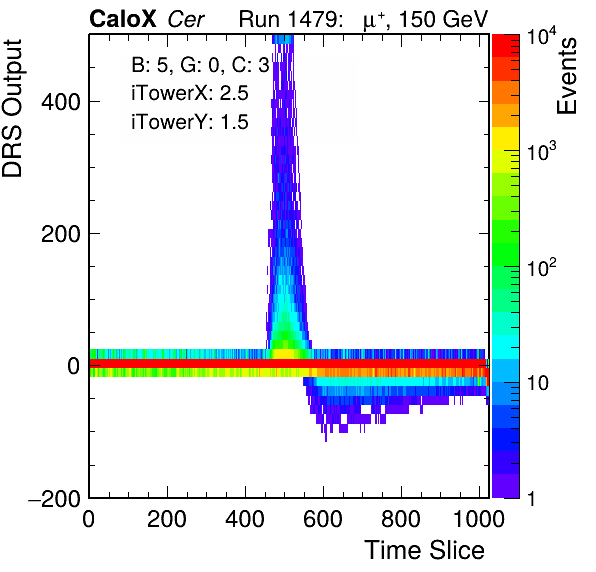 CaloX Cer Run 1479: μ⁺, 150 GeV
DRS Output
Events
B: 5, G: 0, C: 3
iTowerX: 2.5
iTowerY: 1.5
400
200
0
−200
0 200 400 600 800 1000
Time Slice
10⁴
10³
10²
10
1